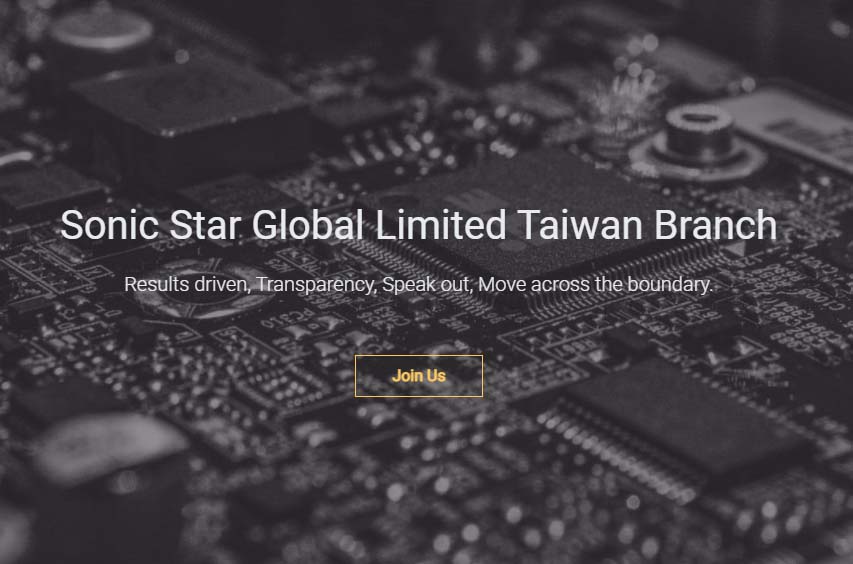 Sonic Star Global Limited Taiwan Branch
Results driven, Transparency, Speak out, Move across the boundary.
Join Us